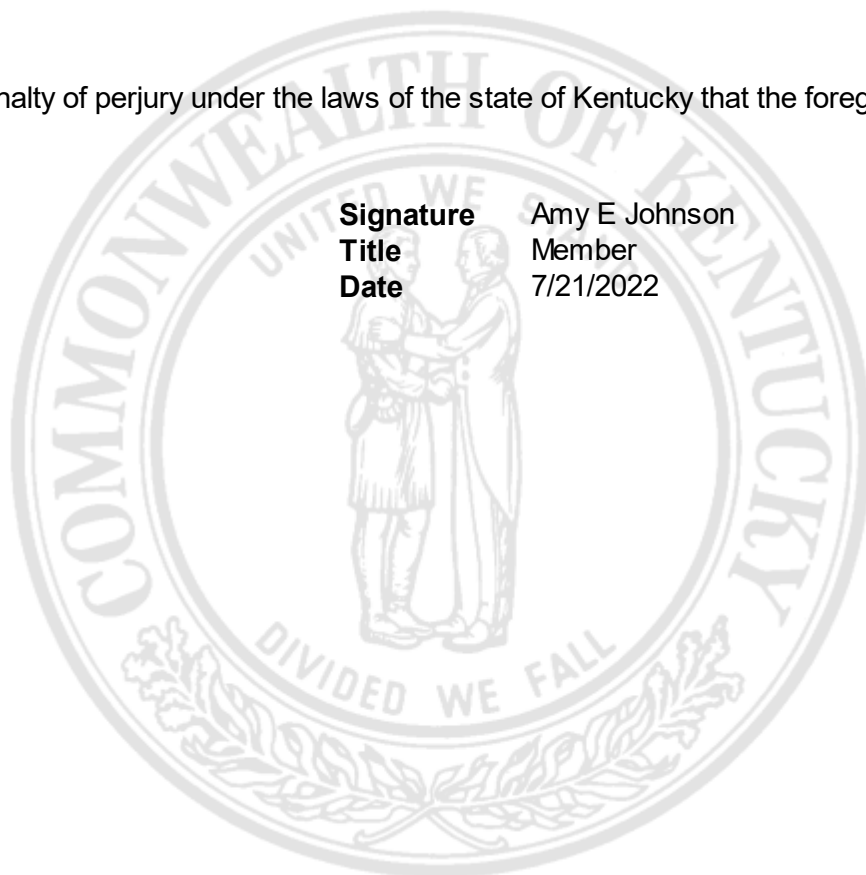 nalty of perjury under the laws of the state of Kentucky that the foreg
COMMONWEALTH OF KENTUCKY
UNITED WE STAND
Signature Amy E Johnson
Title Member
Date 7/21/2022
DIVIDED WE FALL